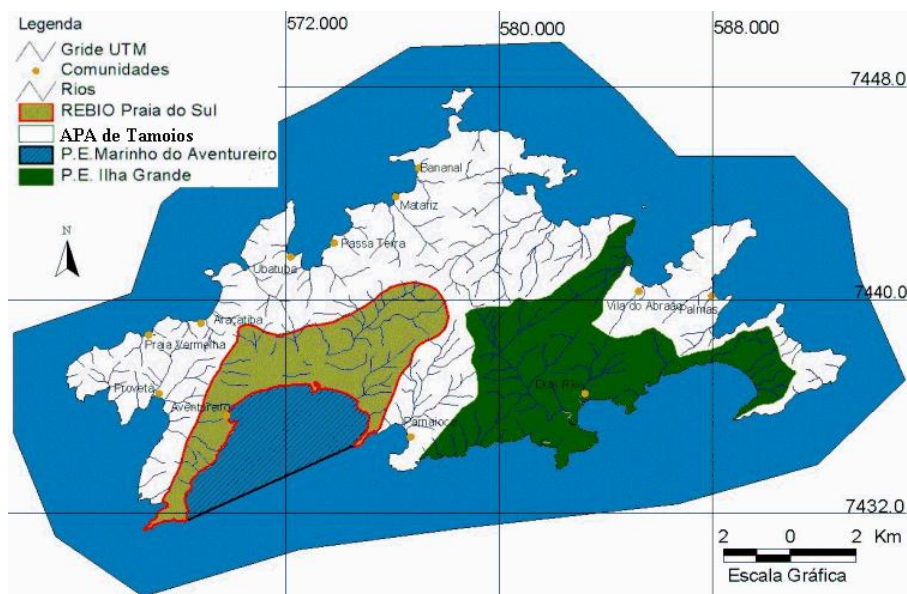 Legenda
Gride UTM
Comunidades
Rios
REBIO Praia do Sul
APA de Tamoios
P.E.Marinho do Aventureiro
P.E. Ilha Grande
572.000
580.000
588.000
7448.0
Bananal
Matariz
Passa Terra
N
Ubatuba
7440.0
Vila do Abraão
Palmas
Araçatiba
Praia Vermelha
Proveta
Aventureiro
Dois Rios
Parnaioca
7432.0
2 0 2 Km
Escala Gráfica